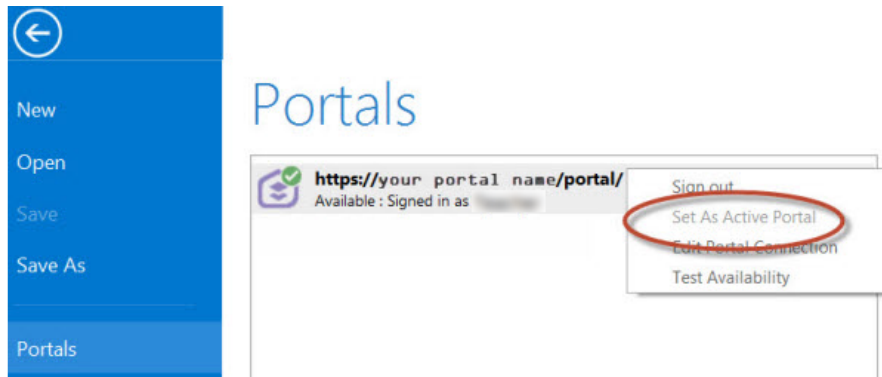 New
Open
Save
Save As
Portals
Portals
https://your portal name/portal/
Available : Signed in as
Sign out
Set As Active Portal
Edit Portal Connection
Test Availability